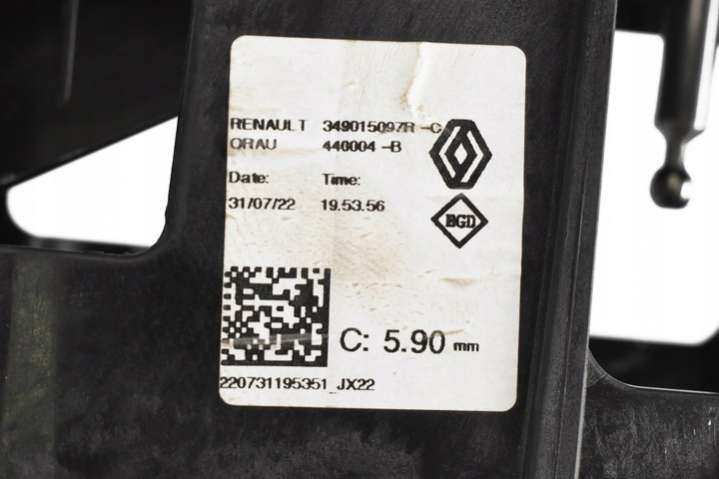 RENAULT 349015097R -C
ORAU 440004 -B
Date: Time:
31/07/22 19.53.56
BGD
C: 5.90 mm
220731195351_JX22